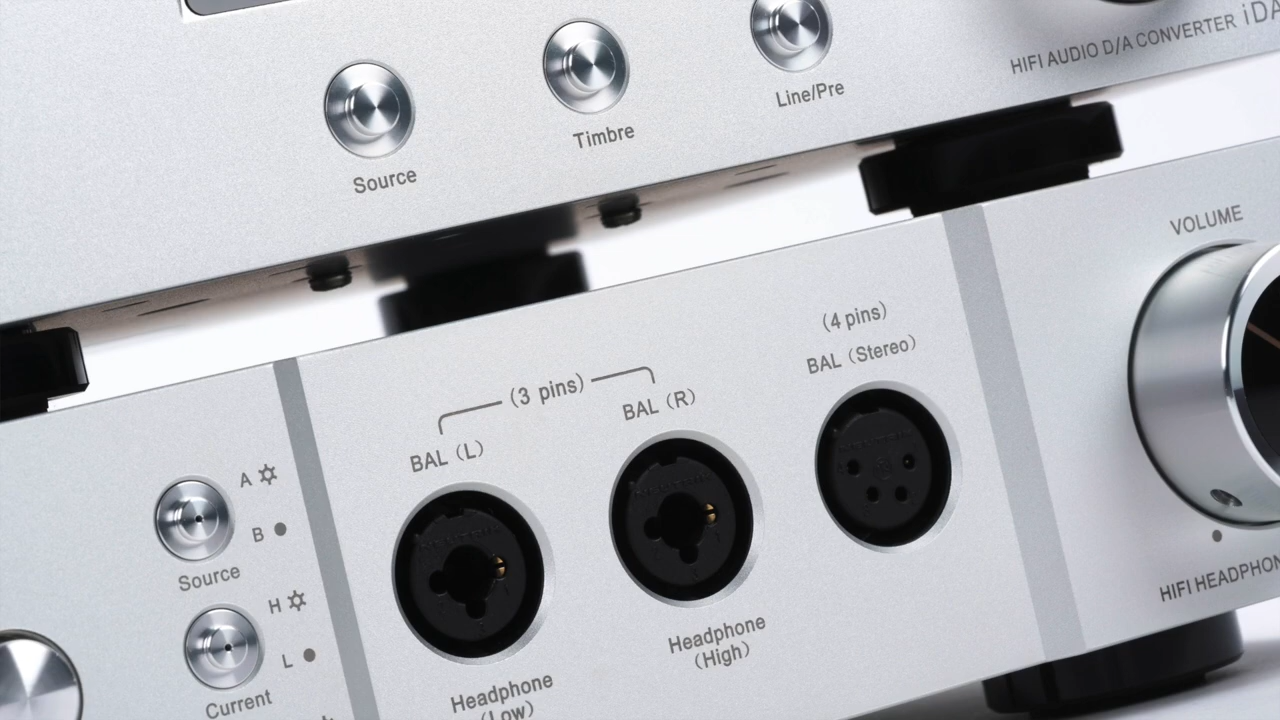 Source
Timbre
Line/Pre
HIFI AUDIO D/A CONVERTER iDA
VOLUME
(4 pins)
BAL (Stereo)
(3 pins)
BAL (L)
BAL (R)
A
B
Source
H
L
Current
Headphone
(Low)
Headphone
(High)
HIFI HEADPHON